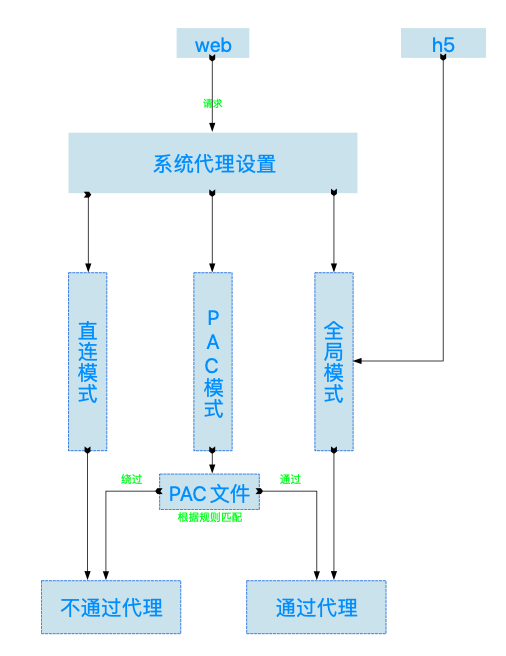 web
h5
请求
系统代理设置
直连模式
PAC模式
全局模式
绕过
通过
PAC 文件
根据规则匹配
不通过代理
通过代理